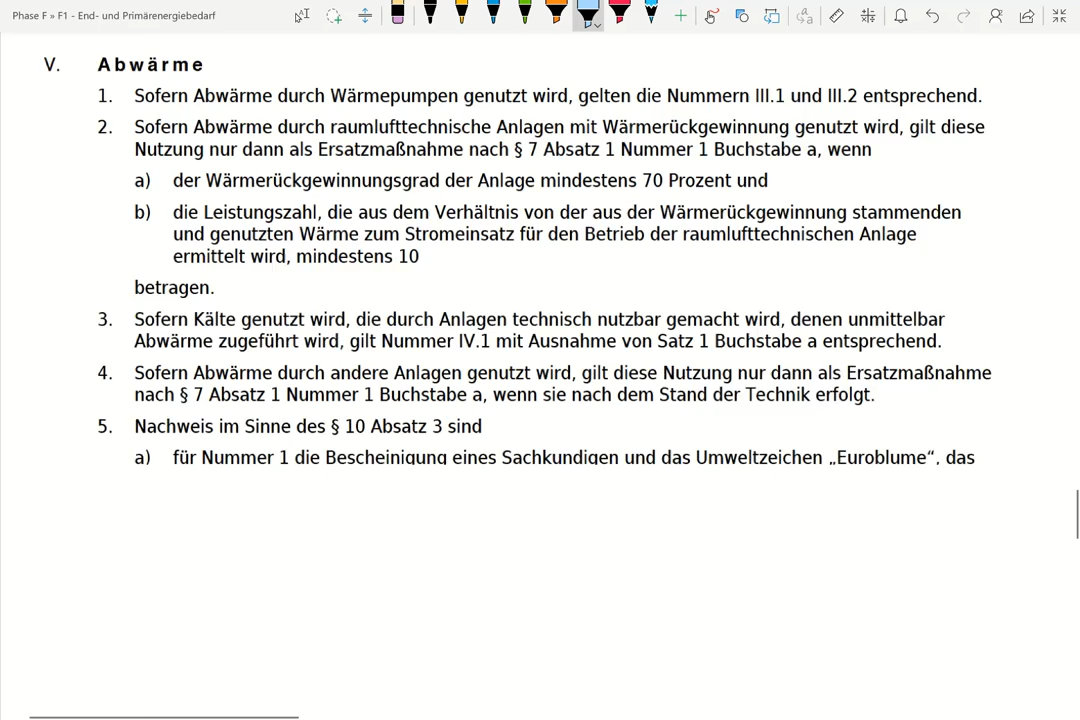 Phase F » F1 - End- und Primärenergiebedarf
V. Abwärme
1. Sofern Abwärme durch Wärmepumpen genutzt wird, gelten die Nummern III.1 und III.2 entsprechend.
2. Sofern Abwärme durch raumlufttechnische Anlagen mit Wärmerückgewinnung genutzt wird, gilt diese
Nutzung nur dann als Ersatzmaßnahme nach § 7 Absatz 1 Nummer 1 Buchstabe a, wenn
a) der Wärmerückgewinnungsgrad der Anlage mindestens 70 Prozent und
b) die Leistungszahl, die aus dem Verhältnis von der aus der Wärmerückgewinnung stammenden
und genutzten Wärme zum Stromeinsatz für den Betrieb der raumlufttechnischen Anlage
ermittelt wird, mindestens 10
betragen.
3. Sofern Kälte genutzt wird, die durch Anlagen technisch nutzbar gemacht wird, denen unmittelbar
Abwärme zugeführt wird, gilt Nummer IV.1 mit Ausnahme von Satz 1 Buchstabe a entsprechend.
4. Sofern Abwärme durch andere Anlagen genutzt wird, gilt diese Nutzung nur dann als Ersatzmaßnahme
nach § 7 Absatz 1 Nummer 1 Buchstabe a, wenn sie nach dem Stand der Technik erfolgt.
5. Nachweis im Sinne des § 10 Absatz 3 sind
a) für Nummer 1 die Bescheinigung eines Sachkundigen und das Umweltzeichen „Euroblume“, das